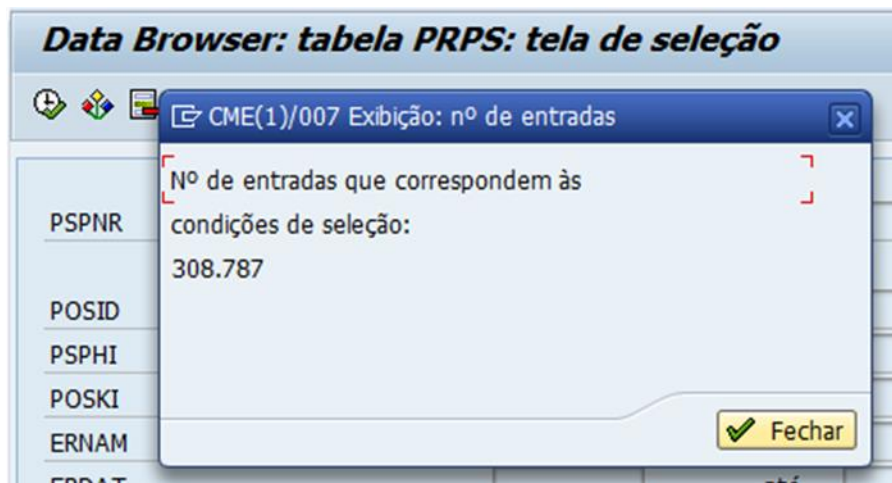 Data Browser: tabela PRPS: tela de seleção
CME(1)/007 Exibição: nº de entradas
Nº de entradas que correspondem às
condições de seleção:
308.787
PSPNR
POSID
PSPHI
POSKI
ERNAM
Fechar